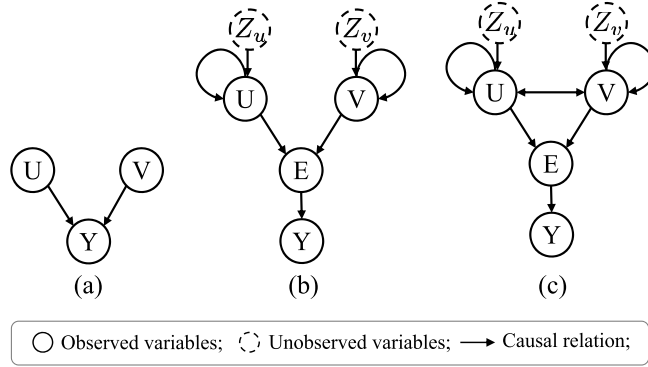 Z_u Z_v Z_u Z_v
U V U V
U V E E
Y Y Y
(a) (b) (c)
Observed variables; Unobserved variables; Causal relation;